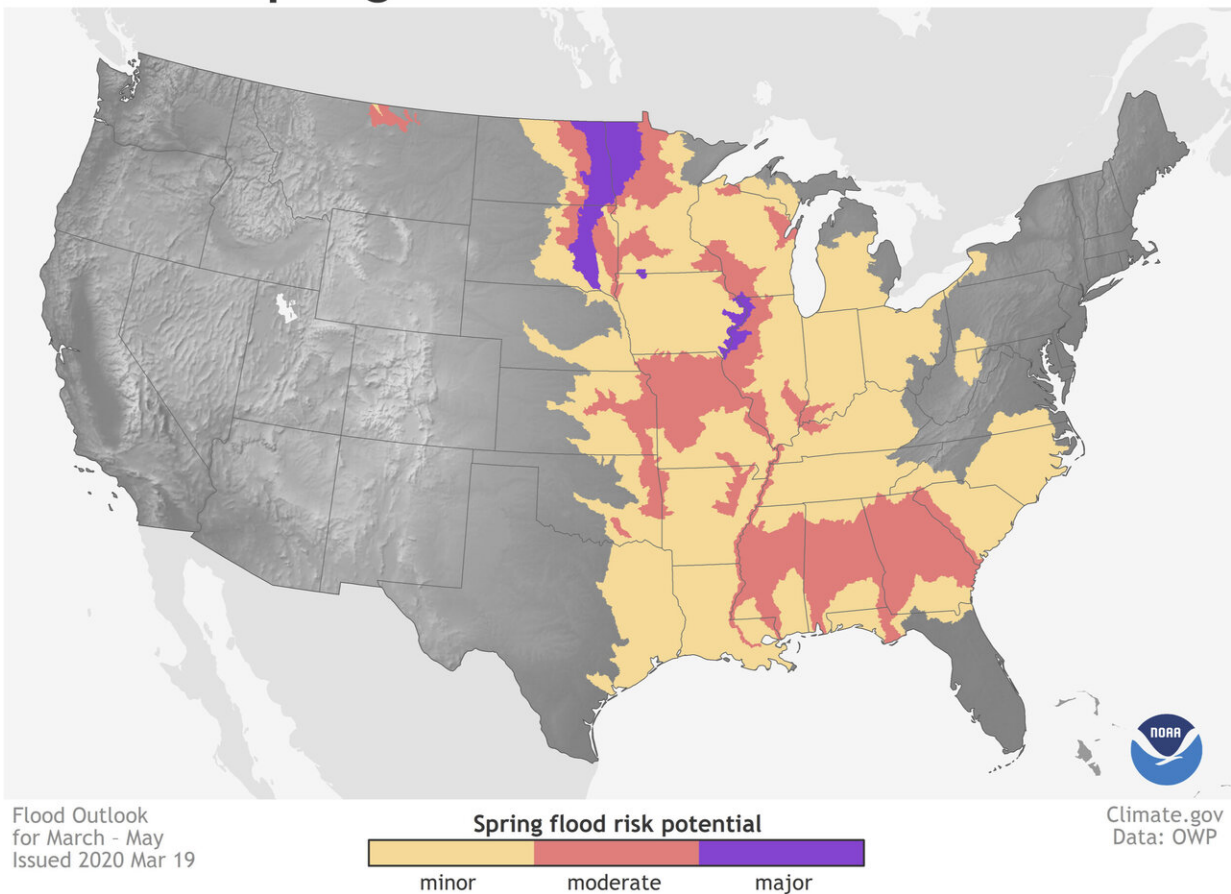 NOAA
Flood Outlook
for March - May
Issued 2020 Mar 19
Spring flood risk potential
minor moderate major
Climate.gov
Data: OWP